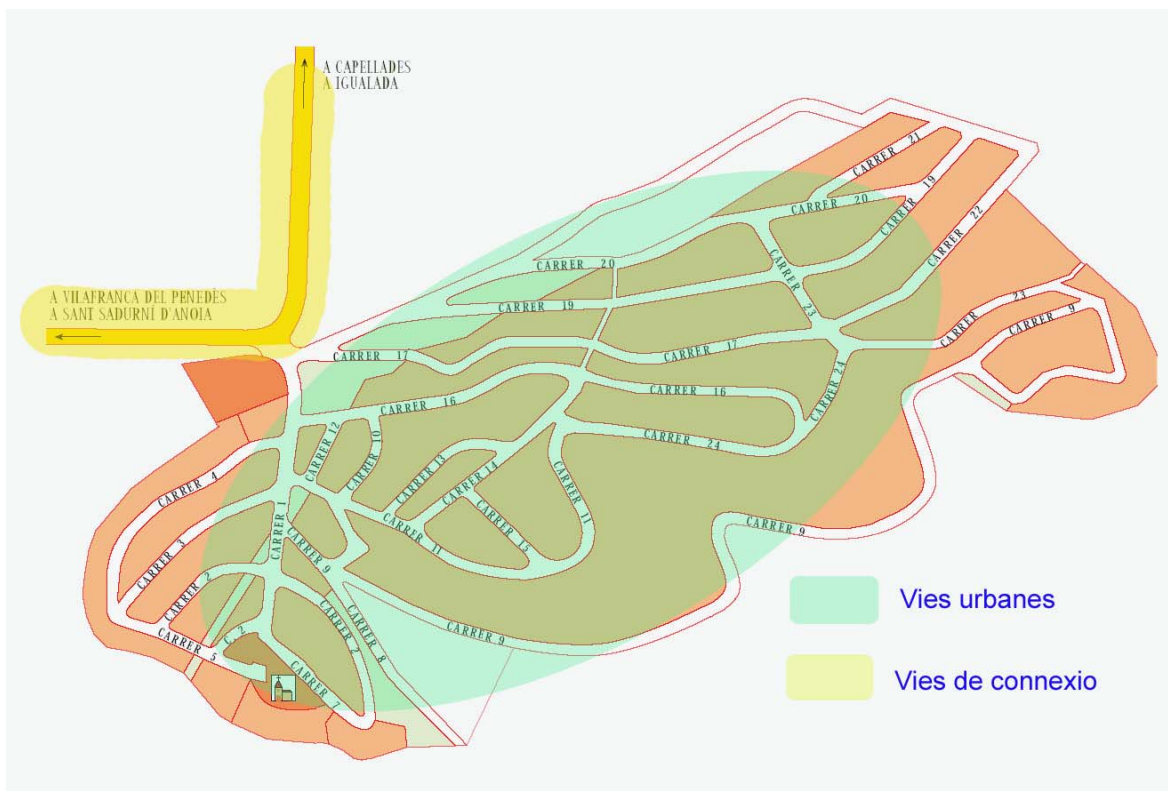 A CAPELLADES
A IGUALADA
CARRER 21
CARRER 19
CARRER 20
CARRER 22
CARRER 20
CARRER 23
A VILAFRANCA DEL PENEDÈS
A SANT SADURNÍ D'ANOIA
CARRER 19
CARRER 23
CARRER 9
CARRER 17
CARRER 17
CARRER 24
CARRER 16
CARRER 16
CARRER 12
CARRER 10
CARRER 24
CARRER 13
CARRER 14
CARRER 4
CARRER 1
CARRER 11
CARRER 15
CARRER 11
CARRER 9
CARRER 3
CARRER 9
CARRER 2
Vies urbanes
CARRER 2
CARRER 8
CARRER 9
C. 2
CARRER 5
CARRER 7
Vies de connexio